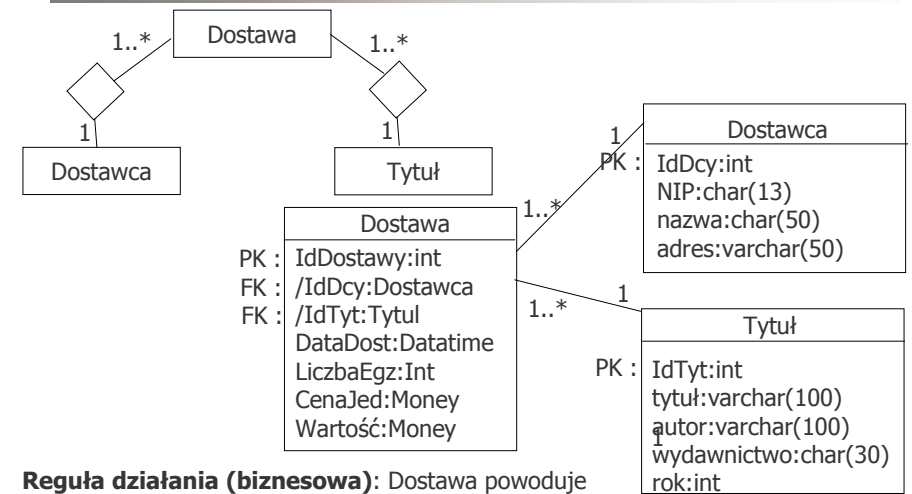 Dostawa
1..*
1..*
1
1
Dostawca
Tytuł
Dostawa
PK : IdDostawy:int
FK : /IdDcy:Dostawca
FK : /IdTyt:Tytul
DataDost:Datatime
LiczbaEgz:Int
CenaJed:Money
Wartość:Money
1..*
1
1..*
1
Dostawca
PK : IdDcy:int
NIP:char(13)
nazwa:char(50)
adres:varchar(50)
Tytuł
PK : IdTyt:int
tytuł:varchar(100)
autor:varchar(100)
1
wydawnictwo:char(30)
rok:int
Reguła działania (biznesowa): Dostawa powoduje